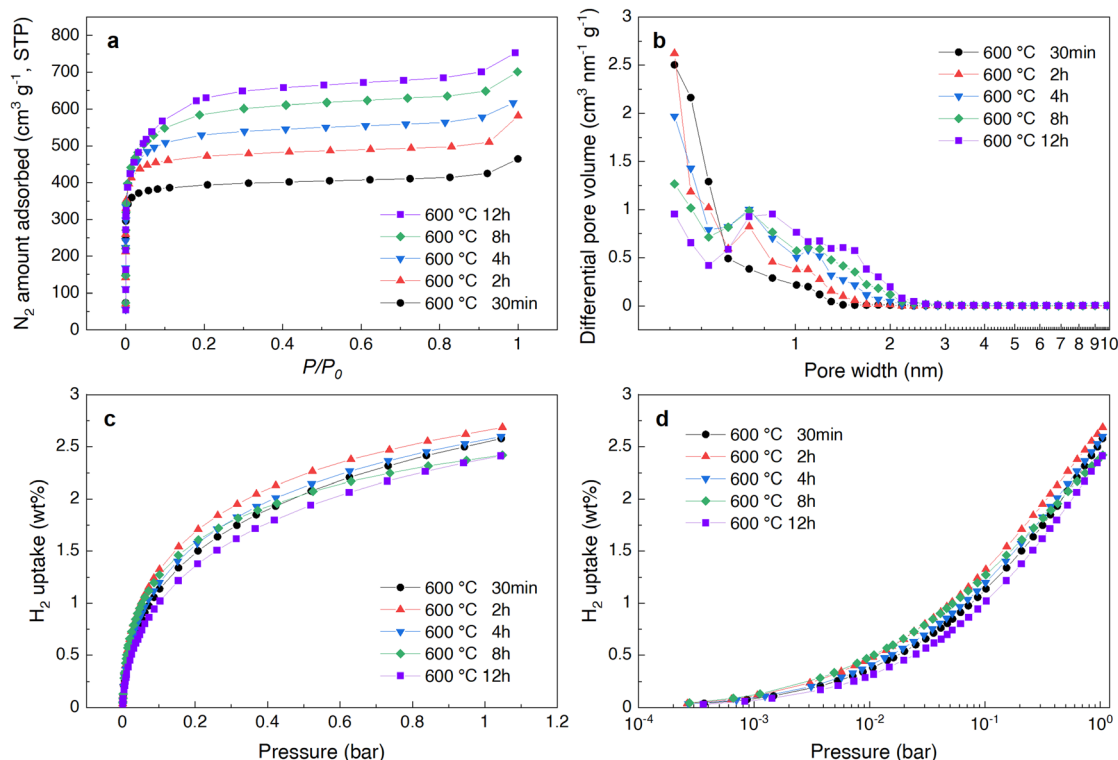 a
N₂ amount adsorbed (cm³ g⁻¹, STP)
800
700
600
500
400
300
200
100
0
600 °C 12h
600 °C 8h
600 °C 4h
600 °C 2h
600 °C 30min
0 0.2 0.4 0.6 0.8 1
P/P₀
b
Differential pore volume (cm³ nm⁻¹ g⁻¹)
3
2.5
2
1.5
1
0.5
0
600 °C 30min
600 °C 2h
600 °C 4h
600 °C 8h
600 °C 12h
1 2 3 4 5 6 7 8 9 10
Pore width (nm)
c
H₂ uptake (wt%)
3
2.5
2
1.5
1
0.5
0
600 °C 30min
600 °C 2h
600 °C 4h
600 °C 8h
600 °C 12h
0 0.2 0.4 0.6 0.8 1 1.2
Pressure (bar)
d
H₂ uptake (wt%)
3
2.5
2
1.5
1
0.5
0
600 °C 30min
600 °C 2h
600 °C 4h
600 °C 8h
600 °C 12h
10⁻⁴ 10⁻³ 10⁻² 10⁻¹ 10⁰
Pressure (bar)